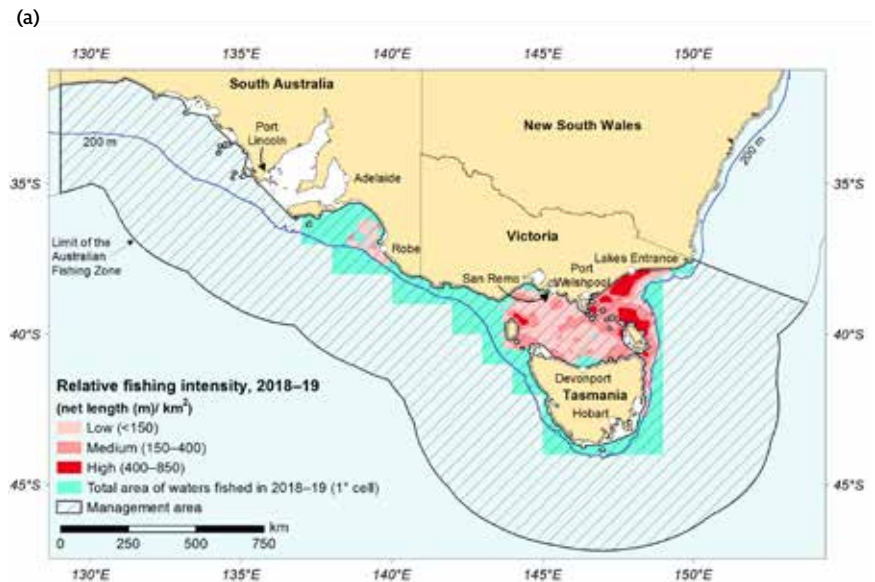 (a)
130°E 135°E 140°E 145°E 150°E
South Australia
New South Wales
Port
Lincoln
200 m
200 m
35°S
35°S
Adelaide
Victoria
Limit of the
Australian
Fishing Zone
Robe
Lakes Entrance
Port
Welshpool
San Remo
40°S
40°S
Relative fishing intensity, 2018–19
(net length (m)/ km²)
Low (<150)
Medium (150–400)
High (400–850)
Total area of waters fished in 2018–19 (1° cell)
Management area
km
0 250 500 750
Devonport
Tasmania
Hobart
45°S
45°S
130°E 135°E 140°E 145°E 150°E